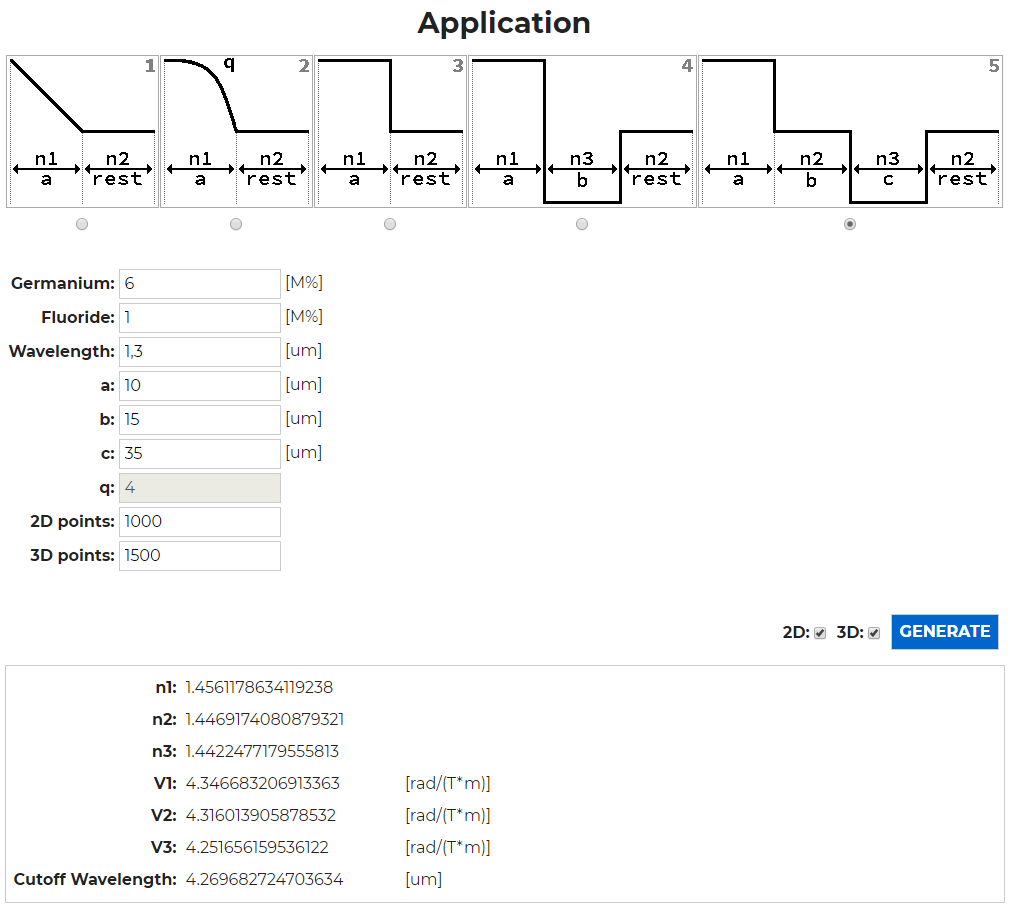 Application
1 q 2 3 4 5
n1 n2 n1 n2 n1 n2 n1 n3 n2 n1 n2 n3 n2
a rest a rest a rest a b rest a b c rest
Germanium: 6 [M%]
Fluoride: 1 [M%]
Wavelength: 1,3 [um]
a: 10 [um]
b: 15 [um]
c: 35 [um]
q: 4
2D points: 1000
3D points: 1500
2D: 3D: GENERATE
n1: 1.4561178634119238
n2: 1.4469174080879321
n3: 1.4422477179555813
V1: 4.346683206913363 [rad/(T*m)]
V2: 4.316013905878532 [rad/(T*m)]
V3: 4.251656159536122 [rad/(T*m)]
Cutoff Wavelength: 4.269682724703634 [um]